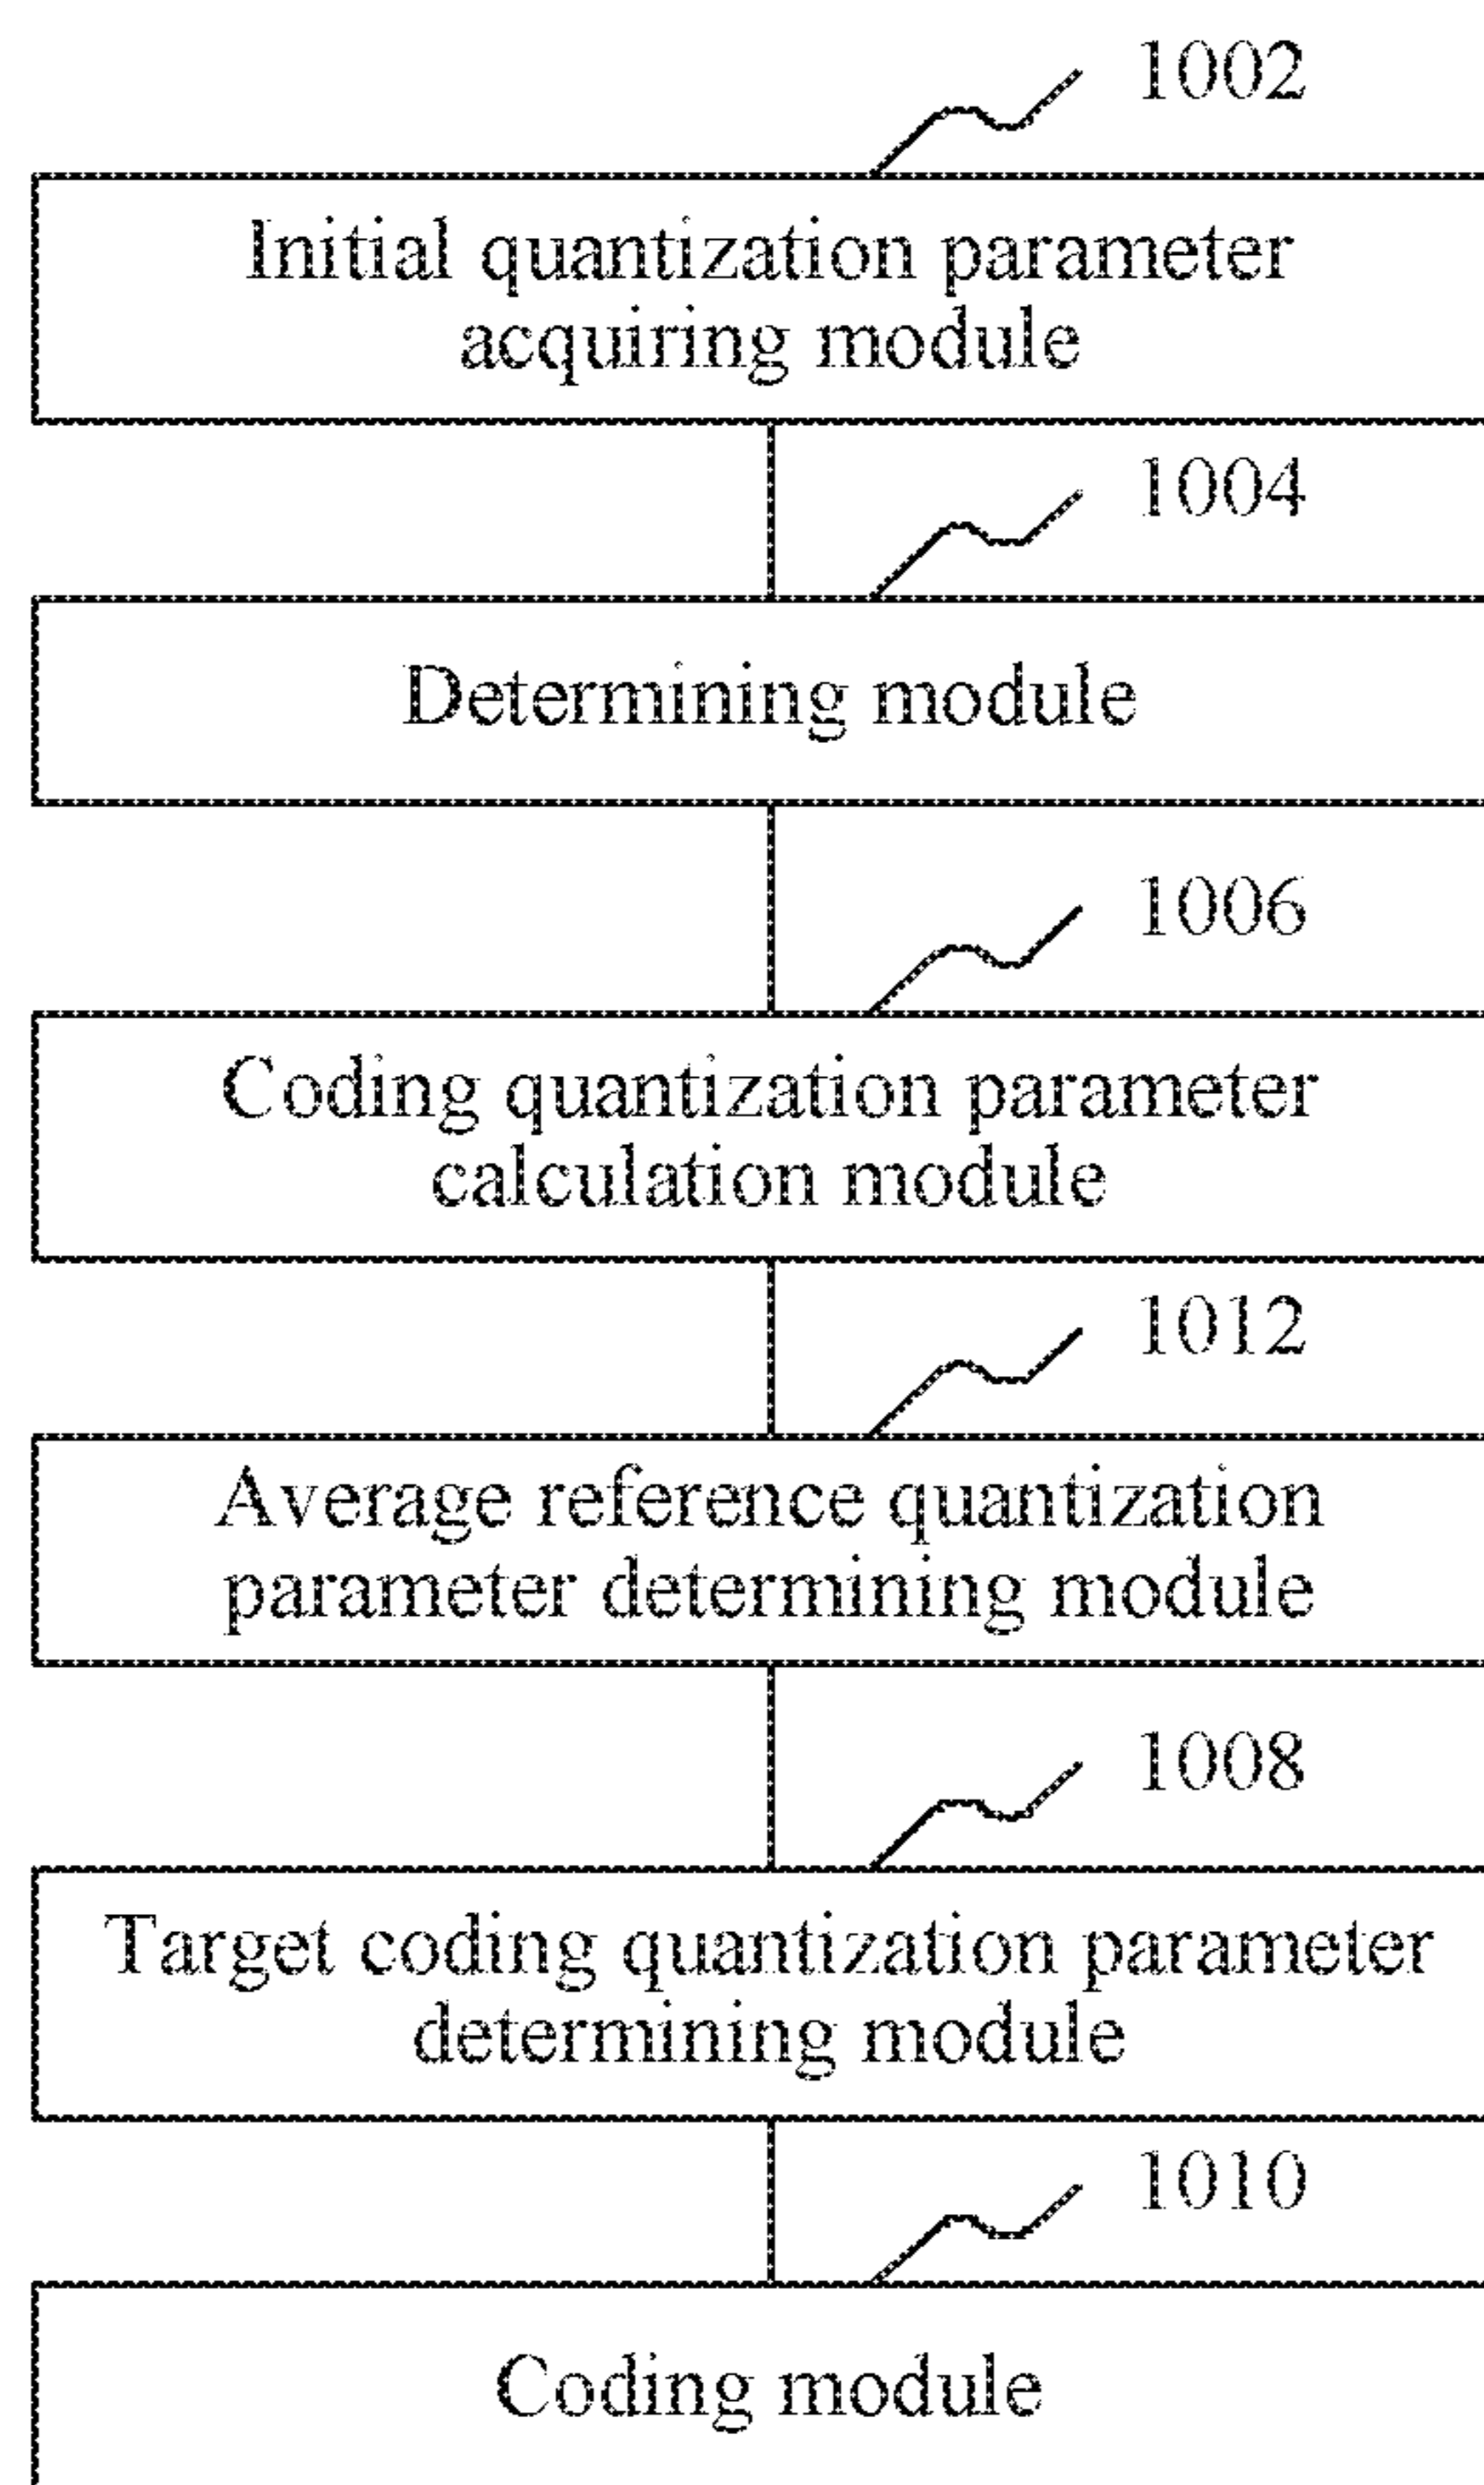 1002
Initial quantization parameter
acquiring module
1004
Determining module
1006
Coding quantization parameter
calculation module
1012
Average reference quantization
parameter determining module
1008
Target coding quantization parameter
determining module
1010
Coding module